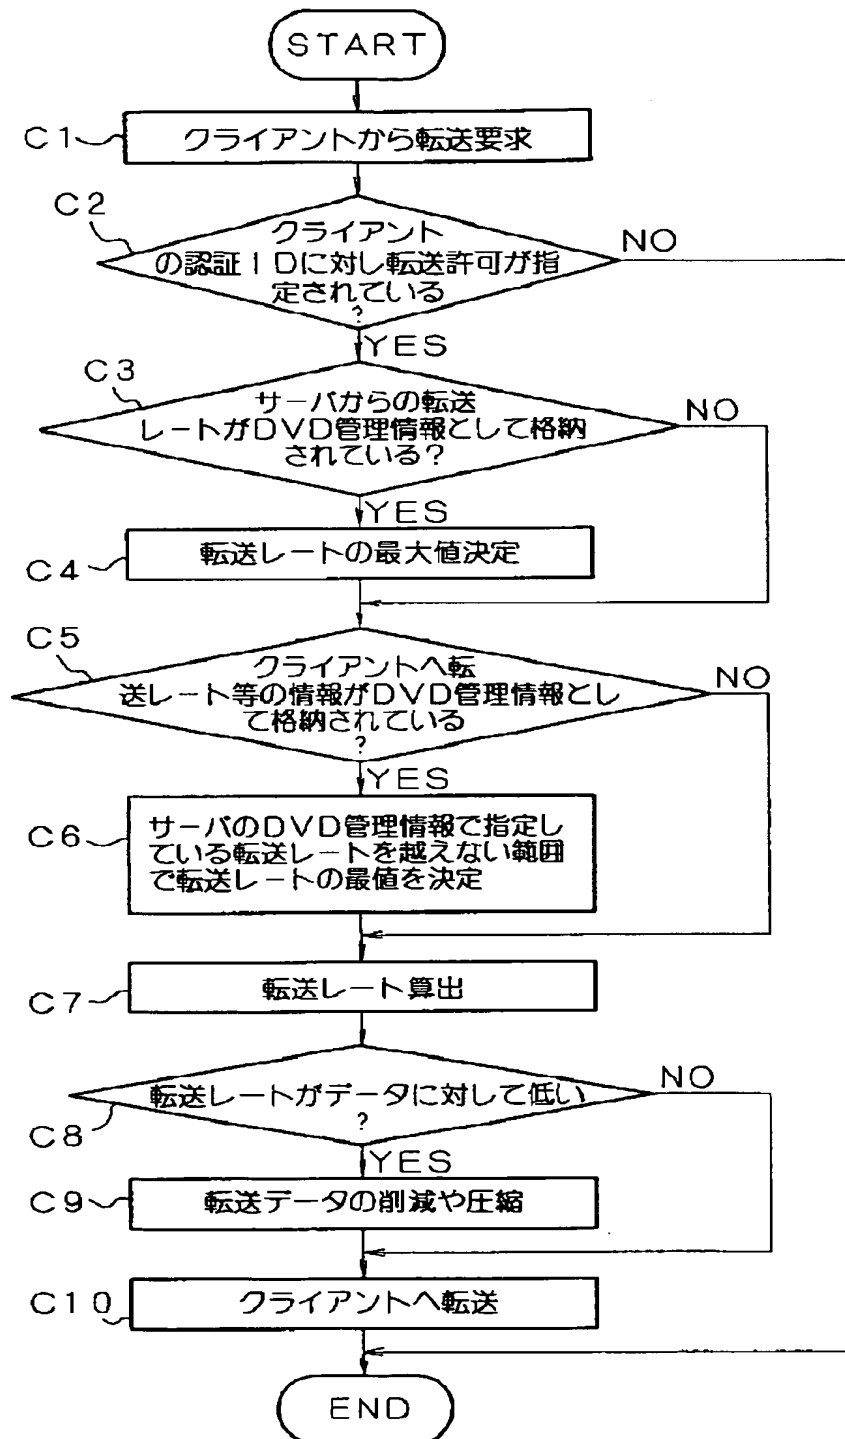 START
C1
クライアントから転送要求
C2
クライアント
の認証IDに対し転送許可が指
定されている
?
NO
YES
C3
サーバからの転送
レートがDVD管理情報として格納
されている?
NO
YES
C4
転送レートの最大値決定
C5
クライアントへ転
送レート等の情報がDVD管理情報とし
て格納されている
?
NO
YES
C6
サーバのDVD管理情報で指定し
ている転送レートを越えない範囲
で転送レートの最値を決定
C7
転送レート算出
C8
転送レートがデータに対して低い
?
NO
YES
C9
転送データの削減や圧縮
C10
クライアントへ転送
END